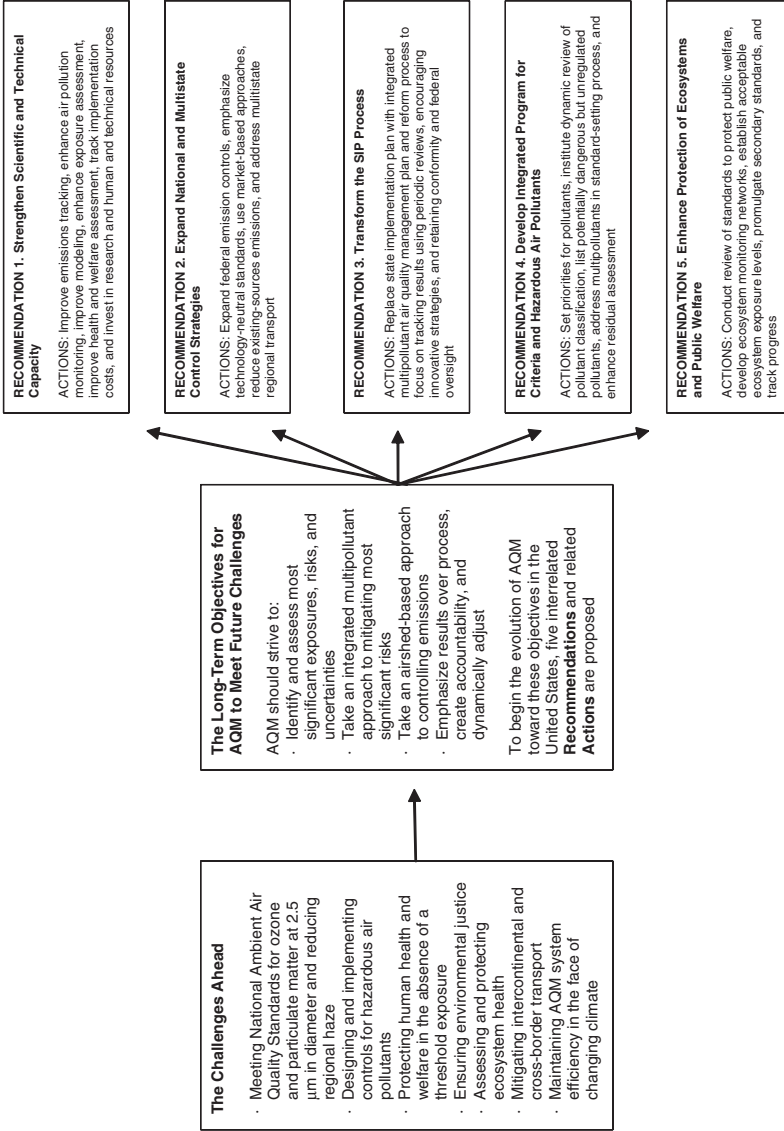 The Challenges Ahead
· Meeting National Ambient Air
Quality Standards for ozone
and particulate matter at 2.5
µm in diameter and reducing
regional haze
· Designing and implementing
controls for hazardous air
pollutants
· Protecting human health and
welfare in the absence of a
threshold exposure
· Ensuring environmental justice
· Assessing and protecting
ecosystem health
· Mitigating intercontinental and
cross-border transport
· Maintaining AQM system
efficiency in the face of
changing climate
The Long-Term Objectives for
AQM to Meet Future Challenges
AQM should strive to:
· Identify and assess most
significant exposures, risks, and
uncertainties
· Take an integrated multipollutant
approach to mitigating most
significant risks
· Take an airshed-based approach
to controlling emissions
· Emphasize results over process,
create accountability, and
dynamically adjust
To begin the evolution of AQM
toward these objectives in the
United States, five interrelated
Recommendations and related
Actions are proposed
RECOMMENDATION 1. Strengthen Scientific and Technical
Capacity
ACTIONS: Improve emissions tracking, enhance air pollution
monitoring, improve modeling, enhance exposure assessment,
improve health and welfare assessment, track implementation
costs, and invest in research and human and technical resources
RECOMMENDATION 2. Expand National and Multistate
Control Strategies
ACTIONS: Expand federal emission controls, emphasize
technology-neutral standards, use market-based approaches,
reduce existing-sources emissions, and address mulitistate
regional transport
RECOMMENDATION 3. Transform the SIP Process
ACTIONS: Replace state implementation plan with integrated
multipollutant air quality management plan and reform process to
focus on tracking results using periodic reviews, encouraging
innovative strategies, and retaining conformity and federal
oversight
RECOMMENDATION 4. Develop Integrated Program for
Criteria and Hazardous Air Pollutants
ACTIONS: Set priorities for pollutants, institute dynamic review of
pollutant classification, list potentially dangerous but unregulated
pollutants, address multipollutants in standard-setting process, and
enhance residual assessment
RECOMMENDATION 5. Enhance Protection of Ecosystems
and Public Welfare
ACTIONS: Conduct review of standards to protect public welfare,
develop ecosystem monitoring networks, establish acceptable
ecosystem exposure levels, promulgate secondary standards, and
track progress